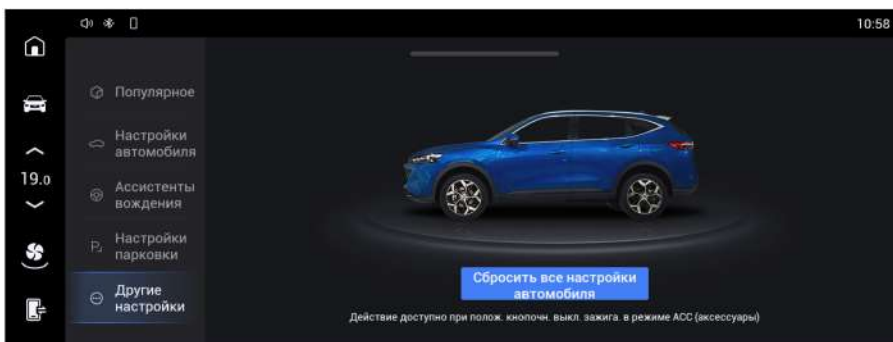 10:58
Популярное
Настройки
автомобиля
19.0
Ассистенты
вождения
Настройки
парковки
Другие
настройки
Сбросить все настройки
автомобиля
Действие доступно при полож. кнопочн. выкл. зажига. в режиме ACC (аксессуары)